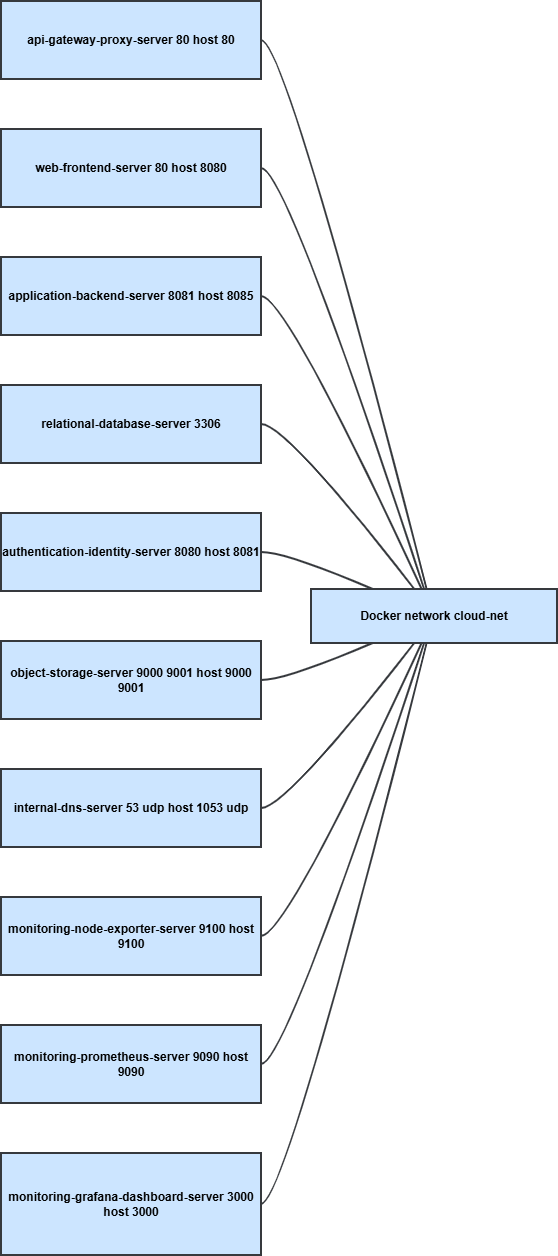 api-gateway-proxy-server 80 host 80
web-frontend-server 80 host 8080
application-backend-server 8081 host 8085
relational-database-server 3306
authentication-identity-server 8080 host 8081
Docker network cloud-net
object-storage-server 9000 9001 host 9000
9001
internal-dns-server 53 udp host 1053 udp
monitoring-node-exporter-server 9100 host
9100
monitoring-prometheus-server 9090 host
9090
monitoring-grafana-dashboard-server 3000
host 3000